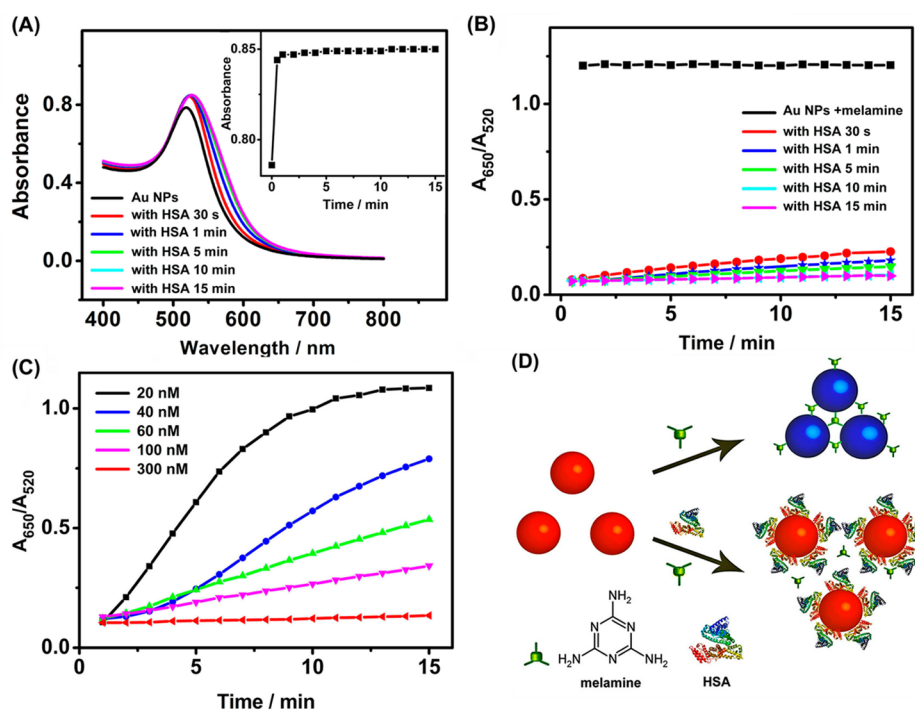 (A)
Absorbance
0.8
0.4
0.0
400 500 600 700 800
Wavelength / nm
Au NPs
with HSA 30 s
with HSA 1 min
with HSA 5 min
with HSA 10 min
with HSA 15 min
Absorbance
0.85
0.80
0 5 10 15
Time / min
(B)
A650/A520
1.2
0.8
0.4
0.0
0 5 10 15
Time / min
Au NPs +melamine
with HSA 30 s
with HSA 1 min
with HSA 5 min
with HSA 10 min
with HSA 15 min
(C)
A650/A520
1.0
0.5
0.0
0 5 10 15
Time / min
20 nM
40 nM
60 nM
100 nM
300 nM
(D)
NH2
N N
H2N N NH2
melamine
HSA